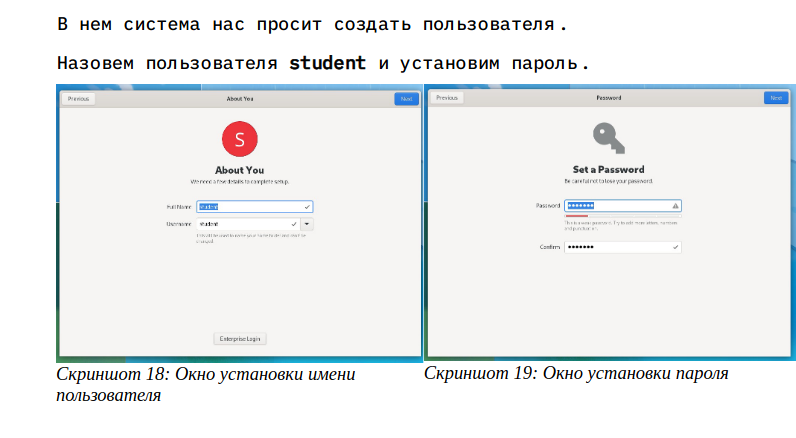 В нем система нас просит создать пользователя.
Назовем пользователя student и установим пароль.
Previous
About You
Next
S
About You
We need a few details to complete setup.
Full Name
student
Username
student
Enterprise Login
Previous
Password
Next
Set a Password
Be careful not to lose your password.
Password
Confirm
Скриншот 18: Окно установки имени
пользователя
Скриншот 19: Окно установки пароля